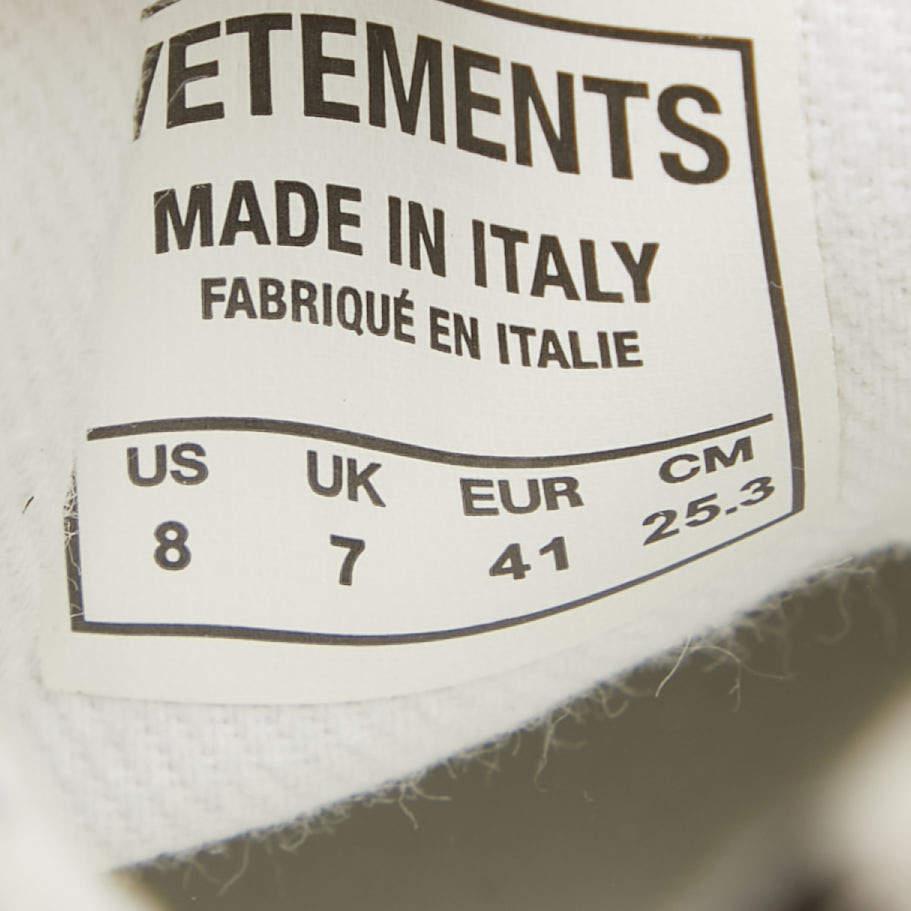 VETEMENTS
MADE IN ITALY
FABRIQUÉ EN ITALIE
US UK EUR CM
8 7 41 25.3